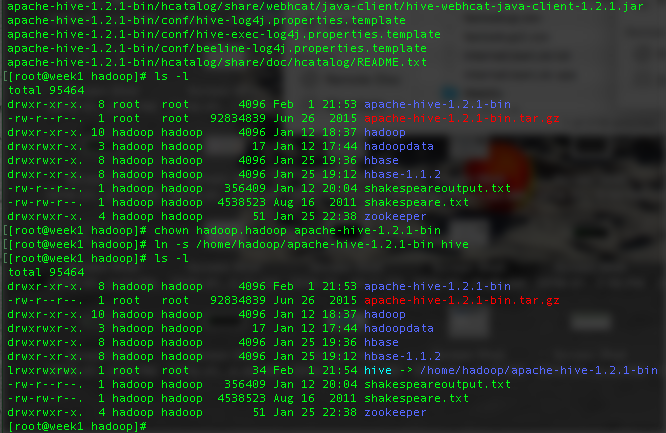 apache-hive-1.2.1-bin/hcatalog/share/webhcat/java-client/hive-webhcat-java-client-1.2.1.jar
apache-hive-1.2.1-bin/conf/hive-log4j.properties.template
apache-hive-1.2.1-bin/conf/hive-exec-log4j.properties.template
apache-hive-1.2.1-bin/conf/beeline-log4j.properties.template
apache-hive-1.2.1-bin/hcatalog/share/doc/hcatalog/README.txt
[[root@week1 hadoop]# ls -l
total 95464
drwxr-xr-x. 8 root root 4096 Feb 1 21:53 apache-hive-1.2.1-bin
-rw-r--r--. 1 root root 92834839 Jun 26 2015 apache-hive-1.2.1-bin.tar.gz
drwxr-xr-x. 10 hadoop hadoop 4096 Jan 12 18:37 hadoop
drwxrwxr-x. 3 hadoop hadoop 17 Jan 12 17:44 hadoopdata
drwxrwxr-x. 8 hadoop hadoop 4096 Jan 25 19:36 hbase
drwxrwxr-x. 8 hadoop hadoop 4096 Jan 25 19:12 hbase-1.1.2
-rw-r--r--. 1 hadoop hadoop 356409 Jan 12 20:04 shakespeareoutput.txt
-rw-rw-r--. 1 hadoop hadoop 4538523 Aug 16 2011 shakespeare.txt
drwxrwxr-x. 4 hadoop hadoop 51 Jan 25 22:38 zookeeper
[[root@week1 hadoop]# chown hadoop.hadoop apache-hive-1.2.1-bin
[[root@week1 hadoop]# ln -s /home/hadoop/apache-hive-1.2.1-bin hive
[[root@week1 hadoop]# ls -l
total 95464
drwxr-xr-x. 8 hadoop hadoop 4096 Feb 1 21:53 apache-hive-1.2.1-bin
-rw-r--r--. 1 root root 92834839 Jun 26 2015 apache-hive-1.2.1-bin.tar.gz
drwxr-xr-x. 10 hadoop hadoop 4096 Jan 12 18:37 hadoop
drwxrwxr-x. 3 hadoop hadoop 17 Jan 12 17:44 hadoopdata
drwxrwxr-x. 8 hadoop hadoop 4096 Jan 25 19:36 hbase
drwxrwxr-x. 8 hadoop hadoop 4096 Jan 25 19:12 hbase-1.1.2
lrwxrwxrwx. 1 root root 34 Feb 1 21:54 hive -> /home/hadoop/apache-hive-1.2.1-bin
-rw-r--r--. 1 hadoop hadoop 356409 Jan 12 20:04 shakespeareoutput.txt
-rw-rw-r--. 1 hadoop hadoop 4538523 Aug 16 2011 shakespeare.txt
drwxrwxr-x. 4 hadoop hadoop 51 Jan 25 22:38 zookeeper
[root@week1 hadoop]#